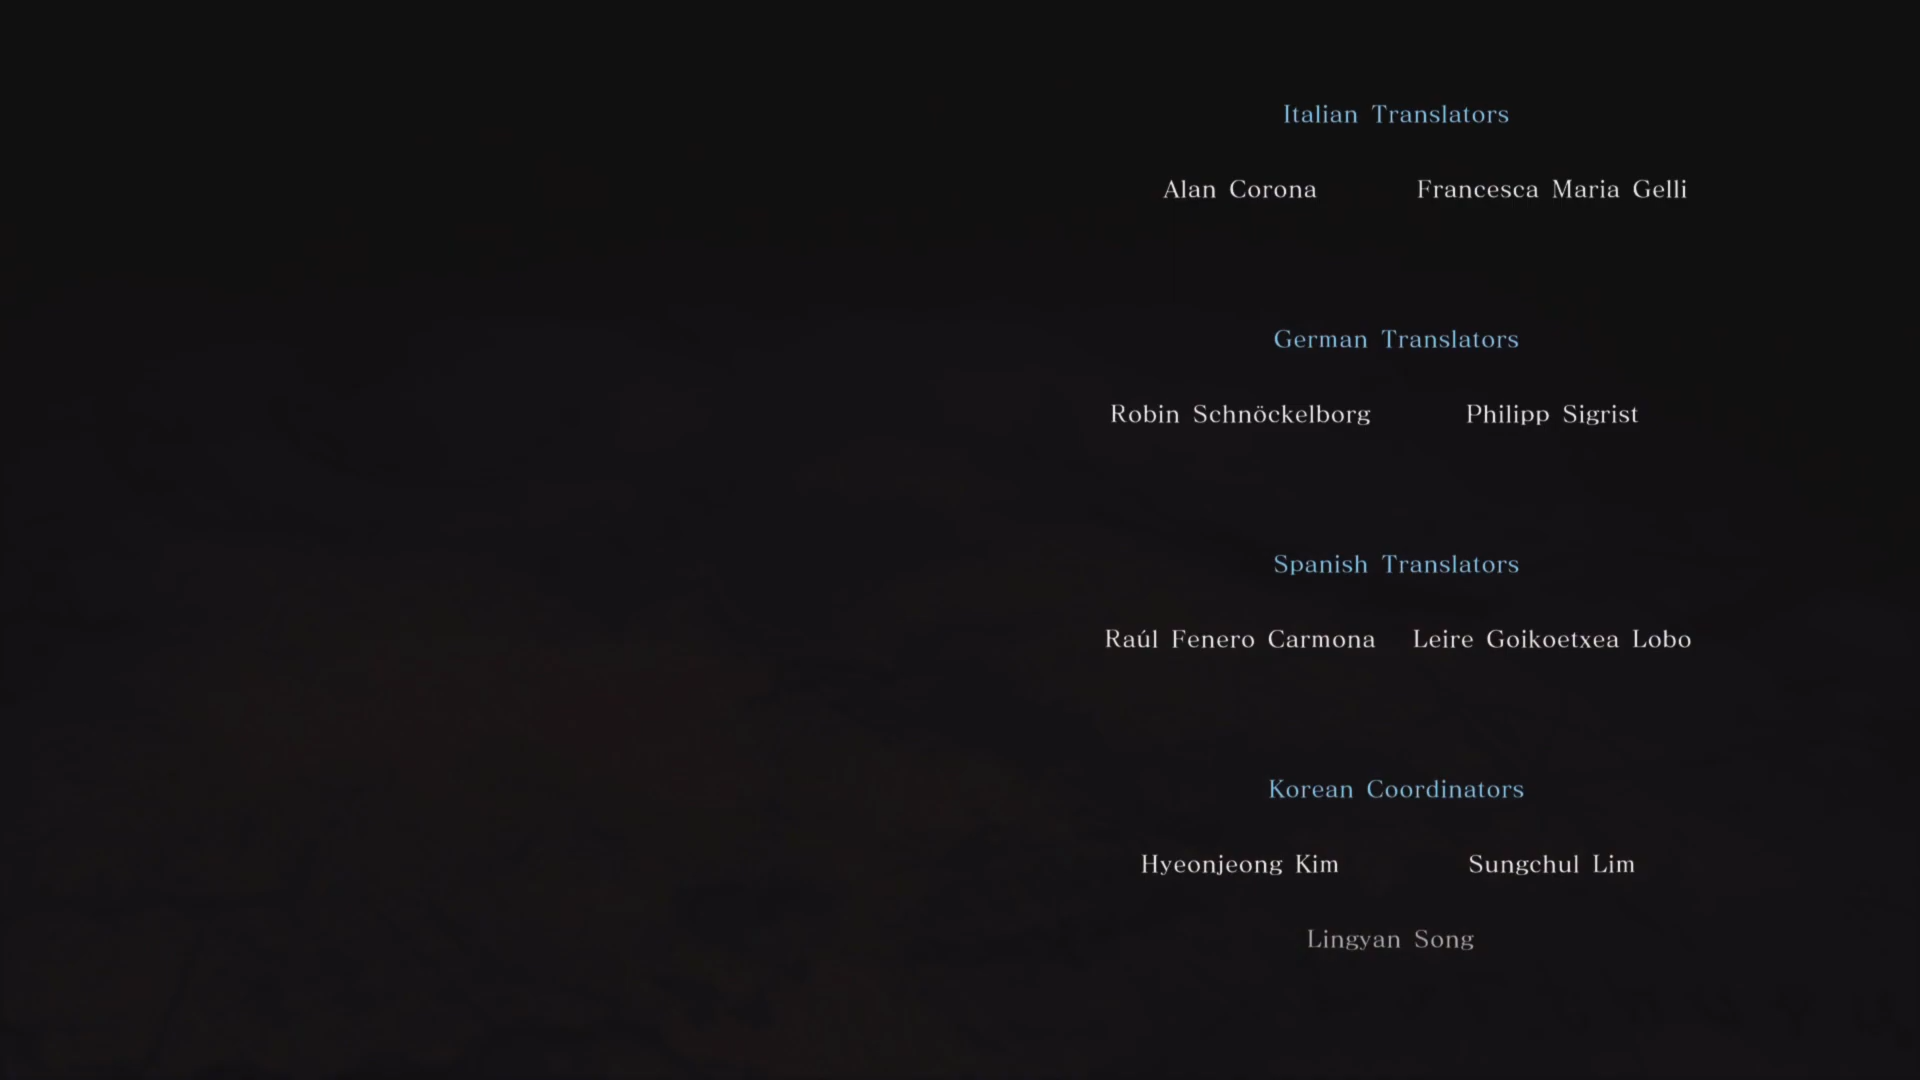 Italian Translators
Alan Corona Francesca Maria Gelli
German Translators
Robin Schnöckelborg Philipp Sigrist
Spanish Translators
Raúl Fenero Carmona Leire Goikoetxea Lobo
Korean Coordinators
Hyeonjeong Kim Sungchul Lim
Lingyan Song